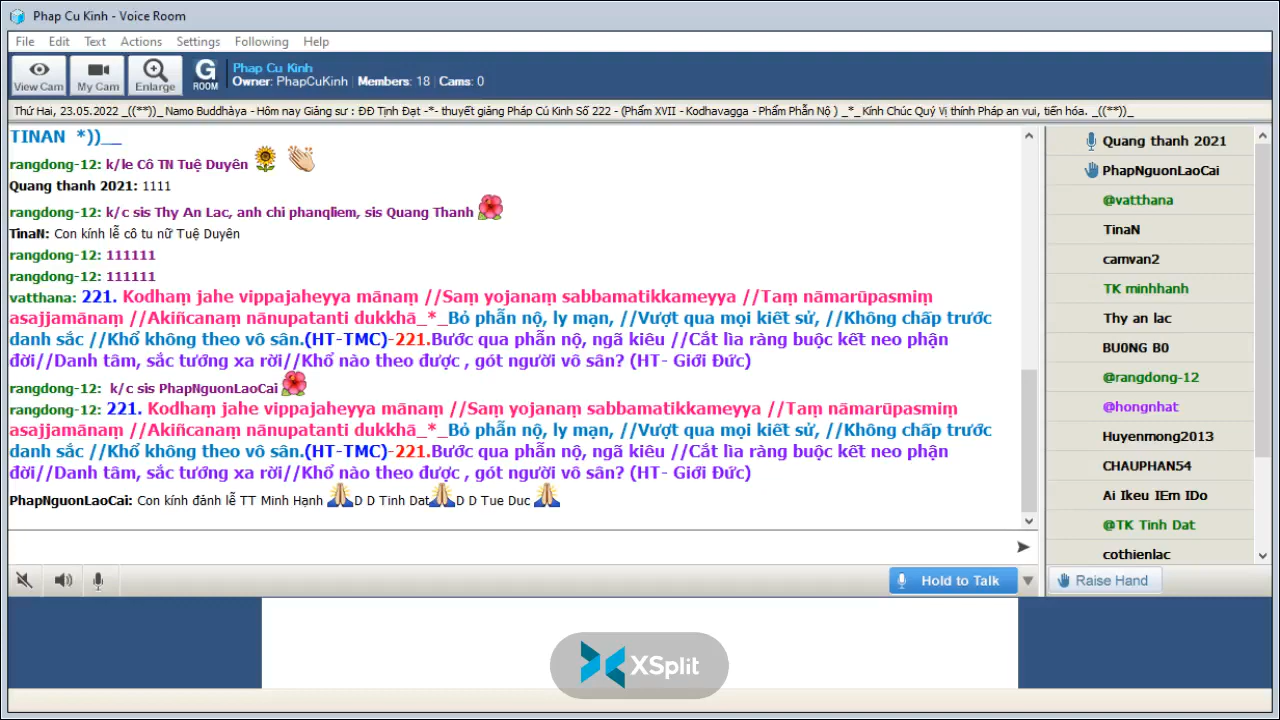 Phap Cu Kinh - Voice Room
File Edit Text Actions Settings Following Help
View Cam My Cam Enlarge G ROOM
Phap Cu Kinh
Owner: PhapCuKinh | Members: 18 | Cams: 0
Thứ Hai, 23.05.2022 _((**))_ Namo Buddhàya - Hôm nay Giảng sư : ĐĐ Tịnh Đạt -*- thuyết giảng Pháp Cú Kinh Số 222 - (Phẩm XVII - Kodhavagga - Phẩm Phẫn Nộ ) _*_ Kính Chúc Quý Vị thính Pháp an vui, tiến hóa. _((**))_
TINAN *))__
rangdong-12: k/le Cô TN Tuệ Duyên
Quang thanh 2021: 1111
rangdong-12: k/c sis Thy An Lac, anh chi phanqliem, sis Quang Thanh
TinaN: Con kính lễ cô tu nữ Tuệ Duyên
rangdong-12: 111111
rangdong-12: 111111
vatthana: 221. Kodhaṃ jahe vippajaheyya mānaṃ //Saṃ yojanaṃ sabbamatikkameyya //Taṃ nāmarūpasmiṃ
asajjamānaṃ //Akiñcanaṃ nānupatanti dukkhā_*_Bỏ phẫn nộ, ly mạn, //Vượt qua mọi kiết sử, //Không chấp trước
danh sắc //Khổ không theo vô sân.(HT-TMC)-221.Bước qua phẫn nộ, ngã kiêu //Cắt lìa ràng buộc kết neo phận
đời//Danh tâm, sắc tướng xa rời//Khổ nào theo được , gót người vô sân? (HT- Giới Đức)
rangdong-12: k/c sis PhapNguonLaoCai
rangdong-12: 221. Kodhaṃ jahe vippajaheyya mānaṃ //Saṃ yojanaṃ sabbamatikkameyya //Taṃ nāmarūpasmiṃ
asajjamānaṃ //Akiñcanaṃ nānupatanti dukkhā_*_Bỏ phẫn nộ, ly mạn, //Vượt qua mọi kiết sử, //Không chấp trước
danh sắc //Khổ không theo vô sân.(HT-TMC)-221.Bước qua phẫn nộ, ngã kiêu //Cắt lìa ràng buộc kết neo phận
đời//Danh tâm, sắc tướng xa rời//Khổ nào theo được , gót người vô sân? (HT- Giới Đức)
PhapNguonLaoCai: Con kính đảnh lễ TT Minh Hạnh D D Tinh Dat D D Tue Duc
Quang thanh 2021
PhapNguonLaoCai
@vatthana
TinaN
camvan2
TK minhhanh
Thy an lac
BU0NG B0
@rangdong-12
@hongnhat
Huyenmong2013
CHAUPHAN54
Ai Ikeu IEm IDo
@TK Tinh Dat
cothienlac
Hold to Talk
Raise Hand
XSplit